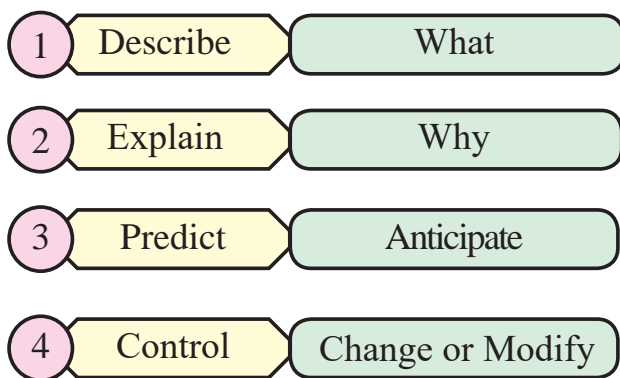 1 Describe What
2 Explain Why
3 Predict Anticipate
4 Control Change or Modify